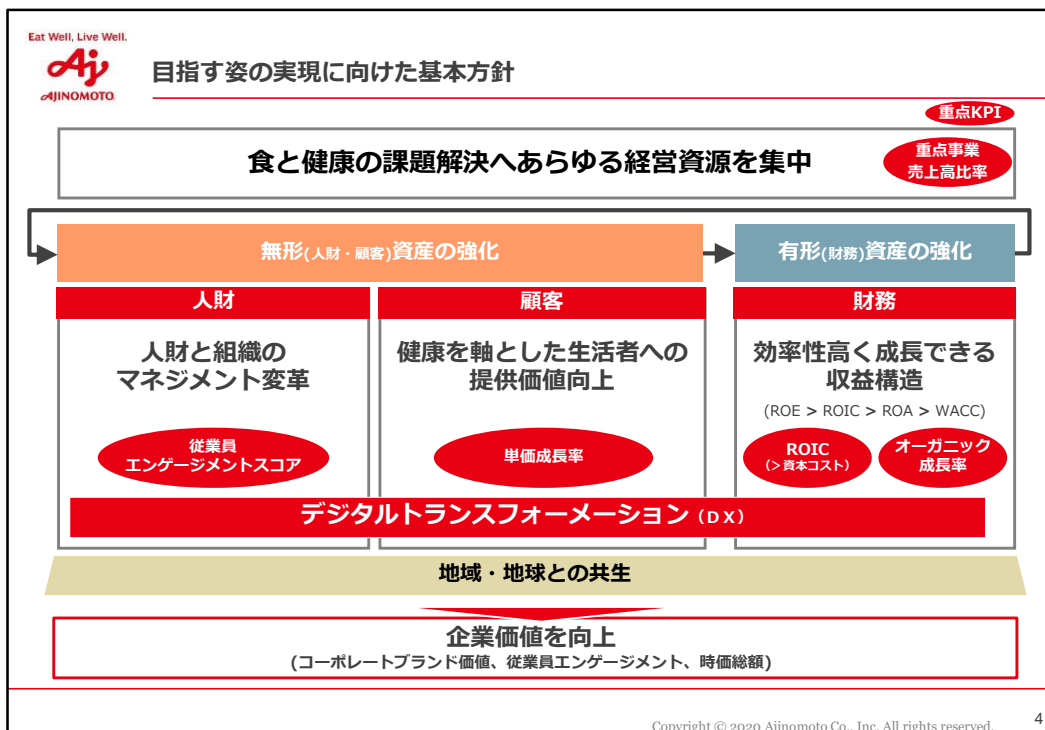 Eat Well, Live Well.
Aj
AJINOMOTO
目指す姿の実現に向けた基本方針
重点KPI
食と健康の課題解決へあらゆる経営資源を集中
重点事業
売上高比率
無形(人財・顧客)資産の強化
有形(財務)資産の強化
人財
人財と組織の
マネジメント変革
従業員
エンゲージメントスコア
顧客
健康を軸とした生活者への
提供価値向上
単価成長率
財務
効率性高く成長できる
収益構造
(ROE > ROIC > ROA > WACC)
ROIC
(>資本コスト)
オーガニック
成長率
デジタルトランスフォーメーション (DX)
地域・地球との共生
企業価値を向上
(コーポレートブランド価値、従業員エンゲージメント、時価総額)
Copyright © 2020 Ajinomoto Co., Inc. All rights reserved.
4